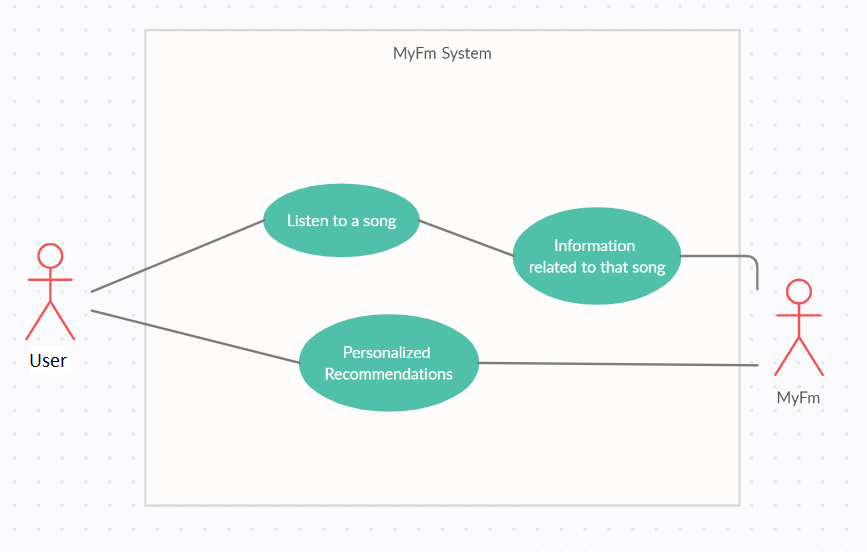 MyFm System
Listen to a song
Information
related to that song
User
Personalized
Recommendations
MyFm